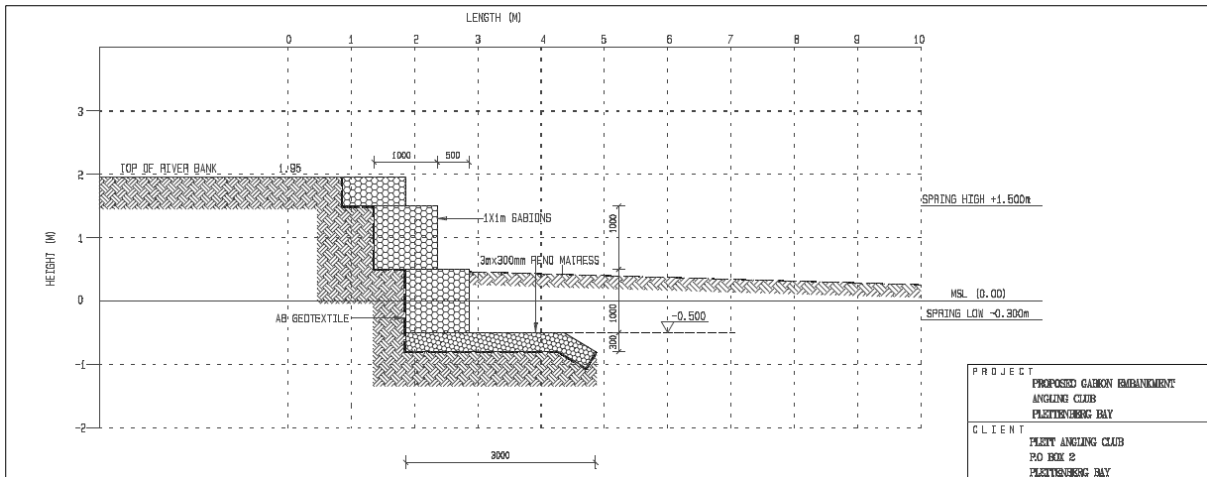 LENGTH (M)
0 1 2 3 4 5 6 7 8 9 10
HEIGHT (M)
3
2
1
0
-1
-2
TOP OF RIVER BANK 1.95
1000 500
SPRING HIGH +1.500m
1X1m GABIONS
1000
3mx300mm RENO MATRESS
MSL (0.00)
A8 GEOTEXTILE
1000
-0.500
SPRING LOW -0.300m
300
3000
PROJECT
PROPOSED GABION EMBANKMENT
ANGLING CLUB
PLETTENBERG BAY
CLIENT
PLETT ANGLING CLUB
P.O BOX 2
PLETTENBERG BAY